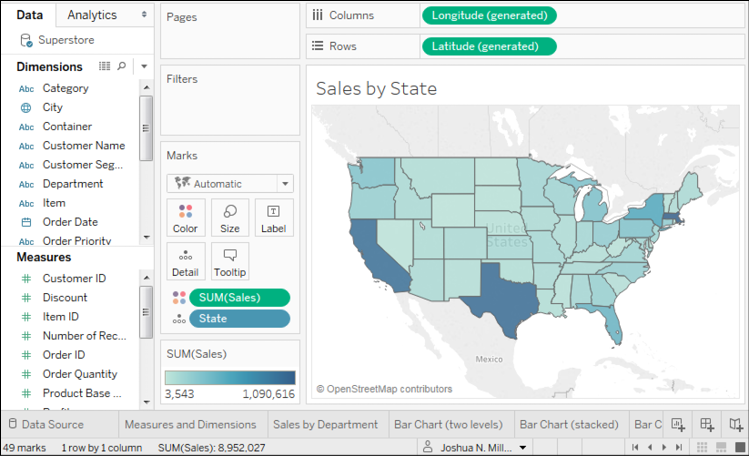 Data
Analytics
Superstore
Dimensions
Abc Category
City
Abc Container
Abc Customer Name
Abc Customer Seg...
Abc Department
Abc Item
Order Date
Abc Order Priority
Measures
# Customer ID
# Discount
# Item ID
# Number of Rec...
# Order ID
# Order Quantity
# Product Base ...
Pages
Filters
Marks
Automatic
Color
Size
T
Label
Detail
Tooltip
SUM(Sales)
State
SUM(Sales)
3,543
1,090,616
Columns
Longitude (generated)
Rows
Latitude (generated)
Sales by State
United
States
Mexico
© OpenStreetMap contributors
Data Source
Measures and Dimensions
Sales by Department
Bar Chart (two levels)
Bar Chart (stacked)
Bar C
49 marks
1 row by 1 column
SUM(Sales): 8,952,027
Joshua N. Mill...